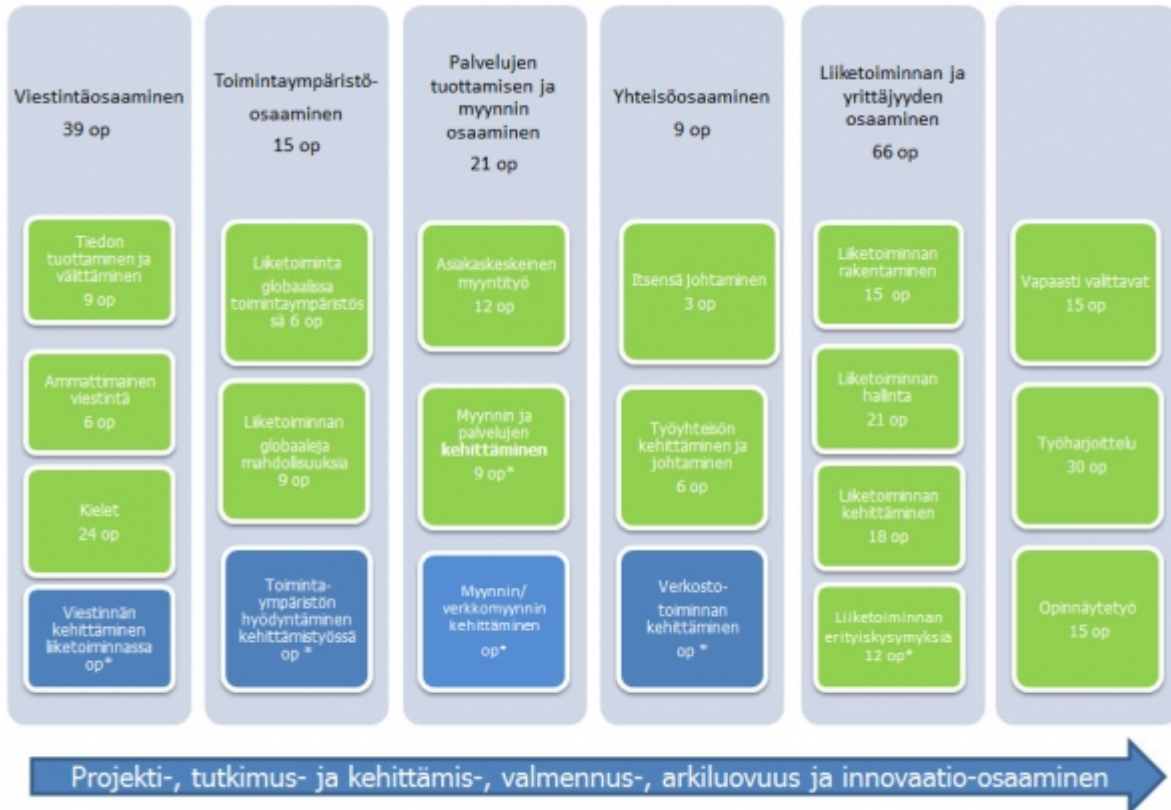 Viestintäosaaminen
39 op
Tiedon
tuottaminen ja
välittäminen
9 op
Ammattimainen
viestintä
6 op
Kielet
24 op
Viestinnän
kehittäminen
liiketoiminnassa
op*
Toimintaympäristö-
osaaminen
15 op
Liiketoiminta
globaalissa
toimintaympäristös
sä 6 op
Liiketoiminnan
globaaleja
mahdollisuuksia
9 op
Toiminta-
ympäristön
hyödyntäminen
kehittämistyössä
op *
Palvelujen
tuottamisen ja
myynnin
osaaminen
21 op
Asiakaskeskeinen
myyntityö
12 op
Myynnin ja
palvelujen
kehittäminen
9 op*
Myynnin/
verkkomyynnin
kehittäminen
op*
Yhteisöosaaminen
9 op
Itsensä johtaminen
3 op
Työyhteisön
kehittäminen ja
johtaminen
6 op
Verkosto-
toiminnan
kehittäminen
op *
Liiketoiminnan ja
yrittäjyyden
osaaminen
66 op
Liiketoiminnan
rakentaminen
15 op
Liiketoiminnan
hallinta
21 op
Liiketoiminnan
kehittäminen
18 op
Liiketoiminnan
erityiskysymyksiä
12 op*
Vapaasti valittavat
15 op
Työharjoittelu
30 op
Opinnäytetyö
15 op
Projekti-, tutkimus- ja kehittämis-, valmennus-, arkiluovuus ja innovaatio-osaaminen